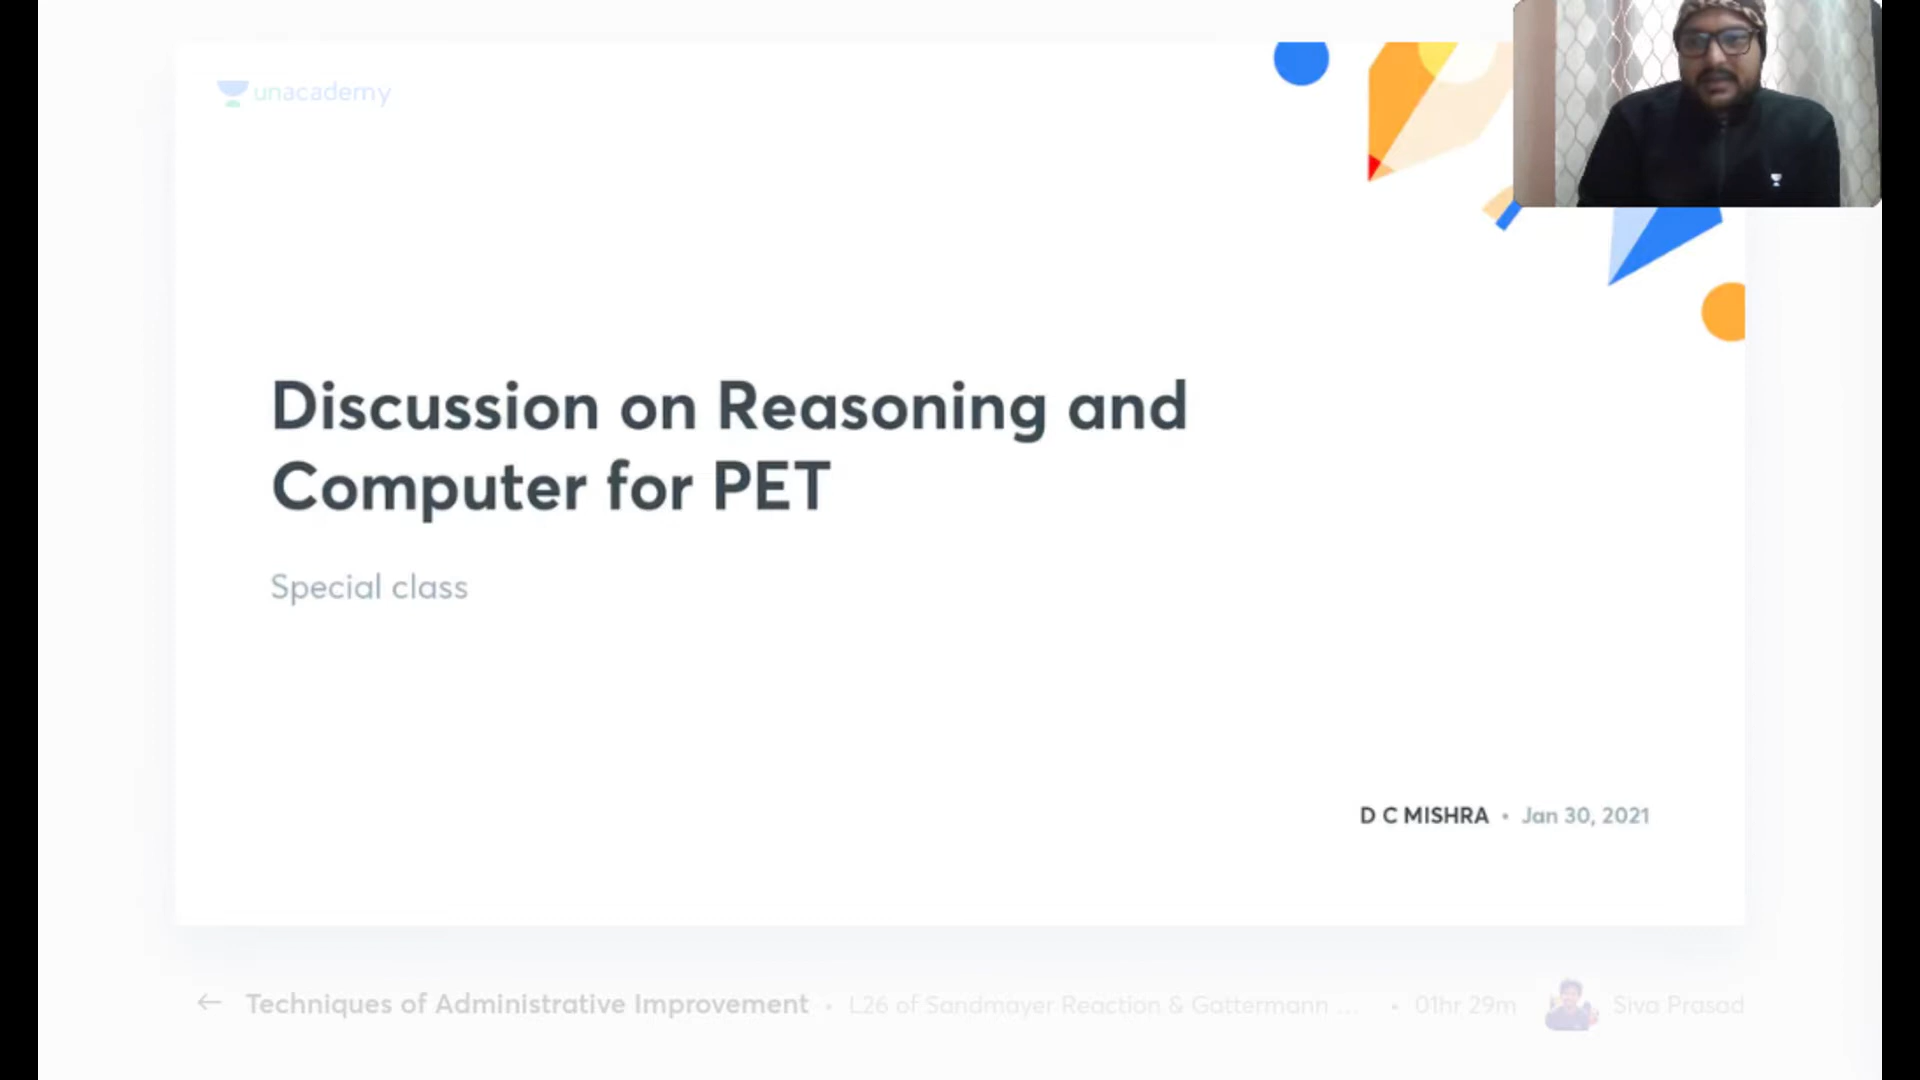 unacademy
Discussion on Reasoning and
Computer for PET
Special class
D C MISHRA • Jan 30, 2021
← Techniques of Administrative Improvement • L26 of Sandmayer Reaction & Gattermann ... • 01hr 29m Siva Prasad